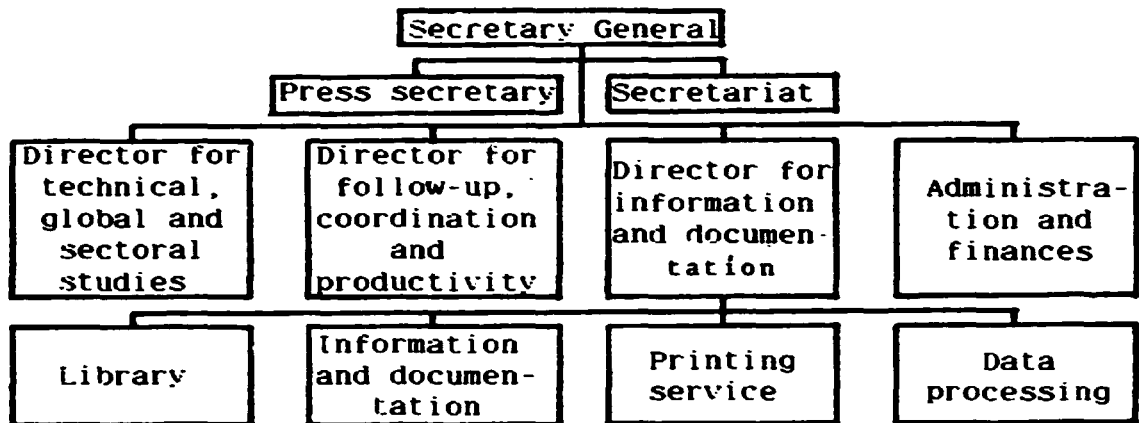 Secretary General
Press secretary
Secretariat
Director for
technical,
global and
sectoral
studies
Director for
follow-up,
coordination
and
productivity
Director for
information
and documen-
tation
Administra-
tion and
finances
Library
Information
and documen-
tation
Printing
service
Data
processing